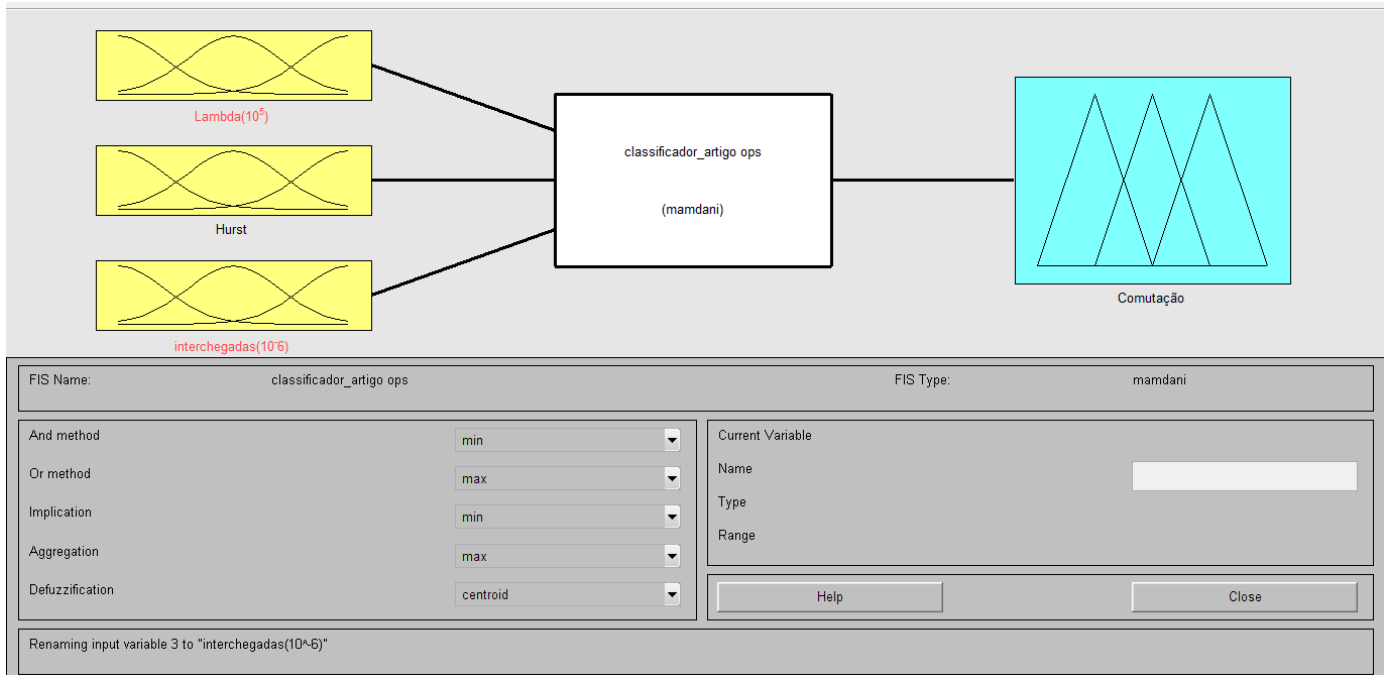 Lambda(10⁵)
Hurst
interchegadas(10⁻6)
classificador_artigo ops
(mamdani)
Comutação
FIS Name:
classificador_artigo ops
FIS Type:
mamdani
And method
min
Or method
max
Implication
min
Aggregation
max
Defuzzification
centroid
Current Variable
Name
Type
Range
Help
Close
Renaming input variable 3 to "interchegadas(10^-6)"